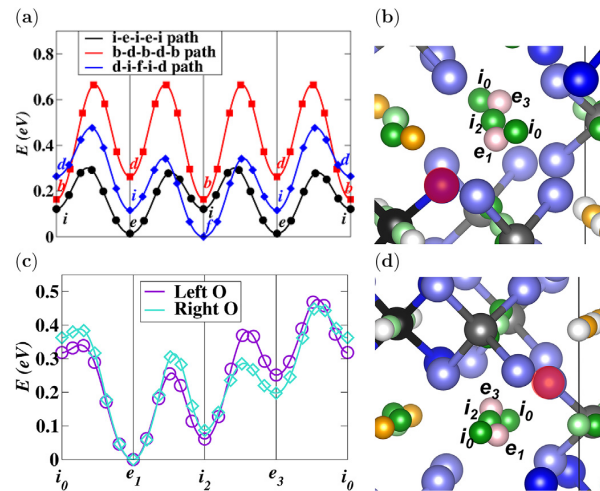 (a)
(b)
i-e-i-e-i path
b-d-b-d-b path
d-i-f-i-d path
E (eV)
0.8
0.6
0.4
0.2
0
d
b
i
d
i
e
b
i
f
d
i
e
d
b
i
i0
e3
i2
i0
e1
(c)
(d)
Left O
Right O
E (eV)
0.5
0.4
0.3
0.2
0.1
0
i0
e1
i2
e3
i0
e3
i2
i0
i0
e1